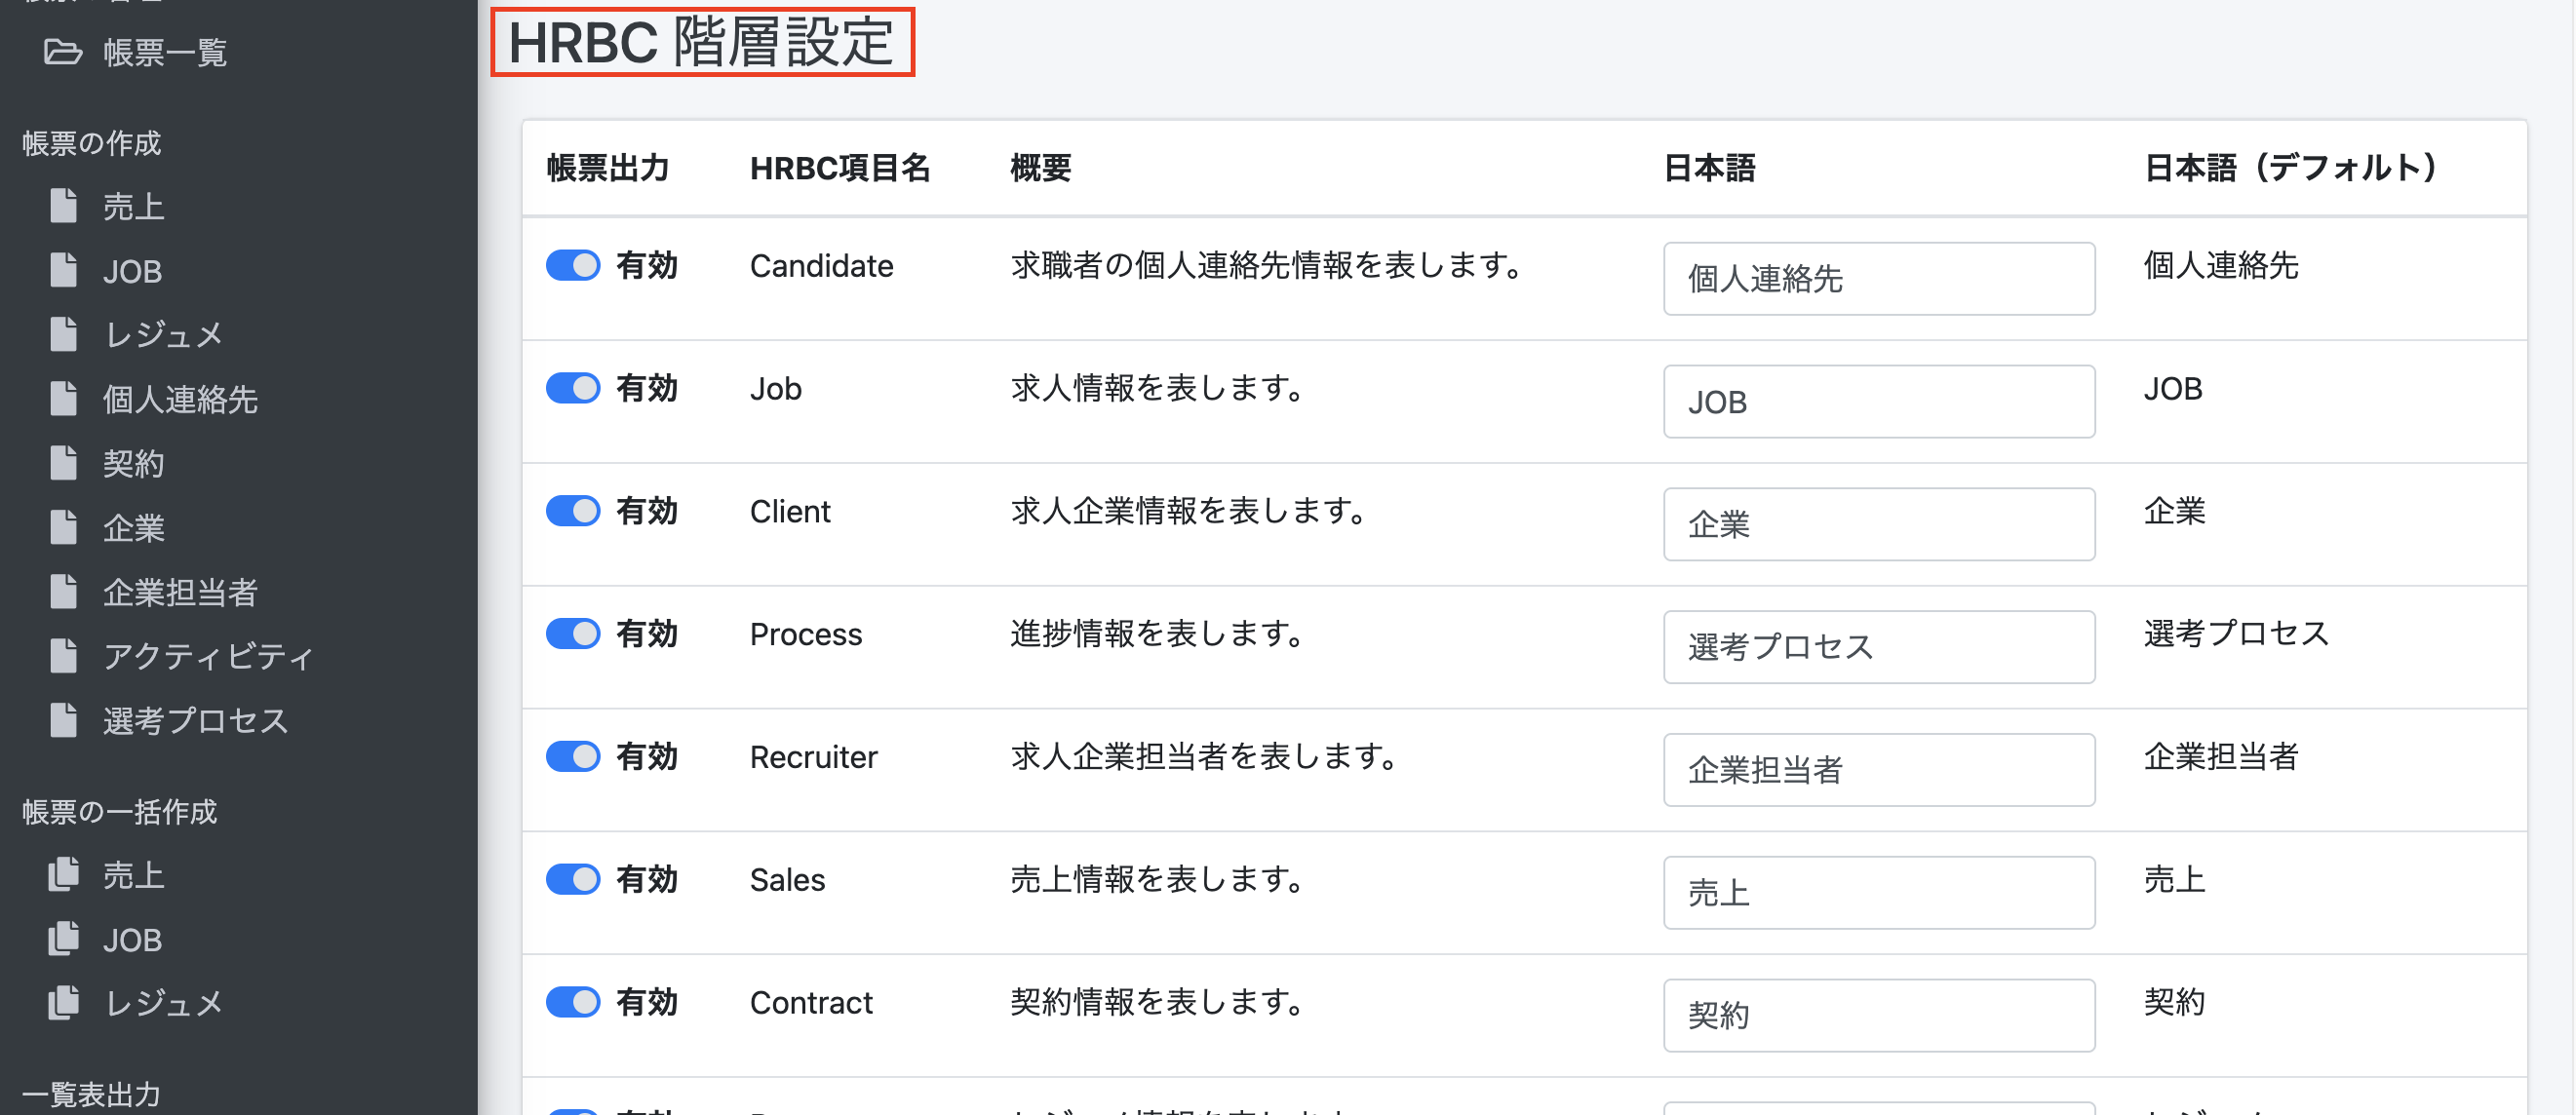 帳票一覧
帳票の作成
売上
JOB
レジュメ
個人連絡先
契約
企業
企業担当者
アクティビティ
選考プロセス
帳票の一括作成
売上
JOB
レジュメ
一覧表出力
HRBC 階層設定
帳票出力 HRBC項目名 概要 日本語 日本語（デフォルト）
有効 Candidate 求職者の個人連絡先情報を表します。 個人連絡先 個人連絡先
有効 Job 求人情報を表します。 JOB JOB
有効 Client 求人企業情報を表します。 企業 企業
有効 Process 進捗情報を表します。 選考プロセス 選考プロセス
有効 Recruiter 求人企業担当者を表します。 企業担当者 企業担当者
有効 Sales 売上情報を表します。 売上 売上
有効 Contract 契約情報を表します。 契約 契約